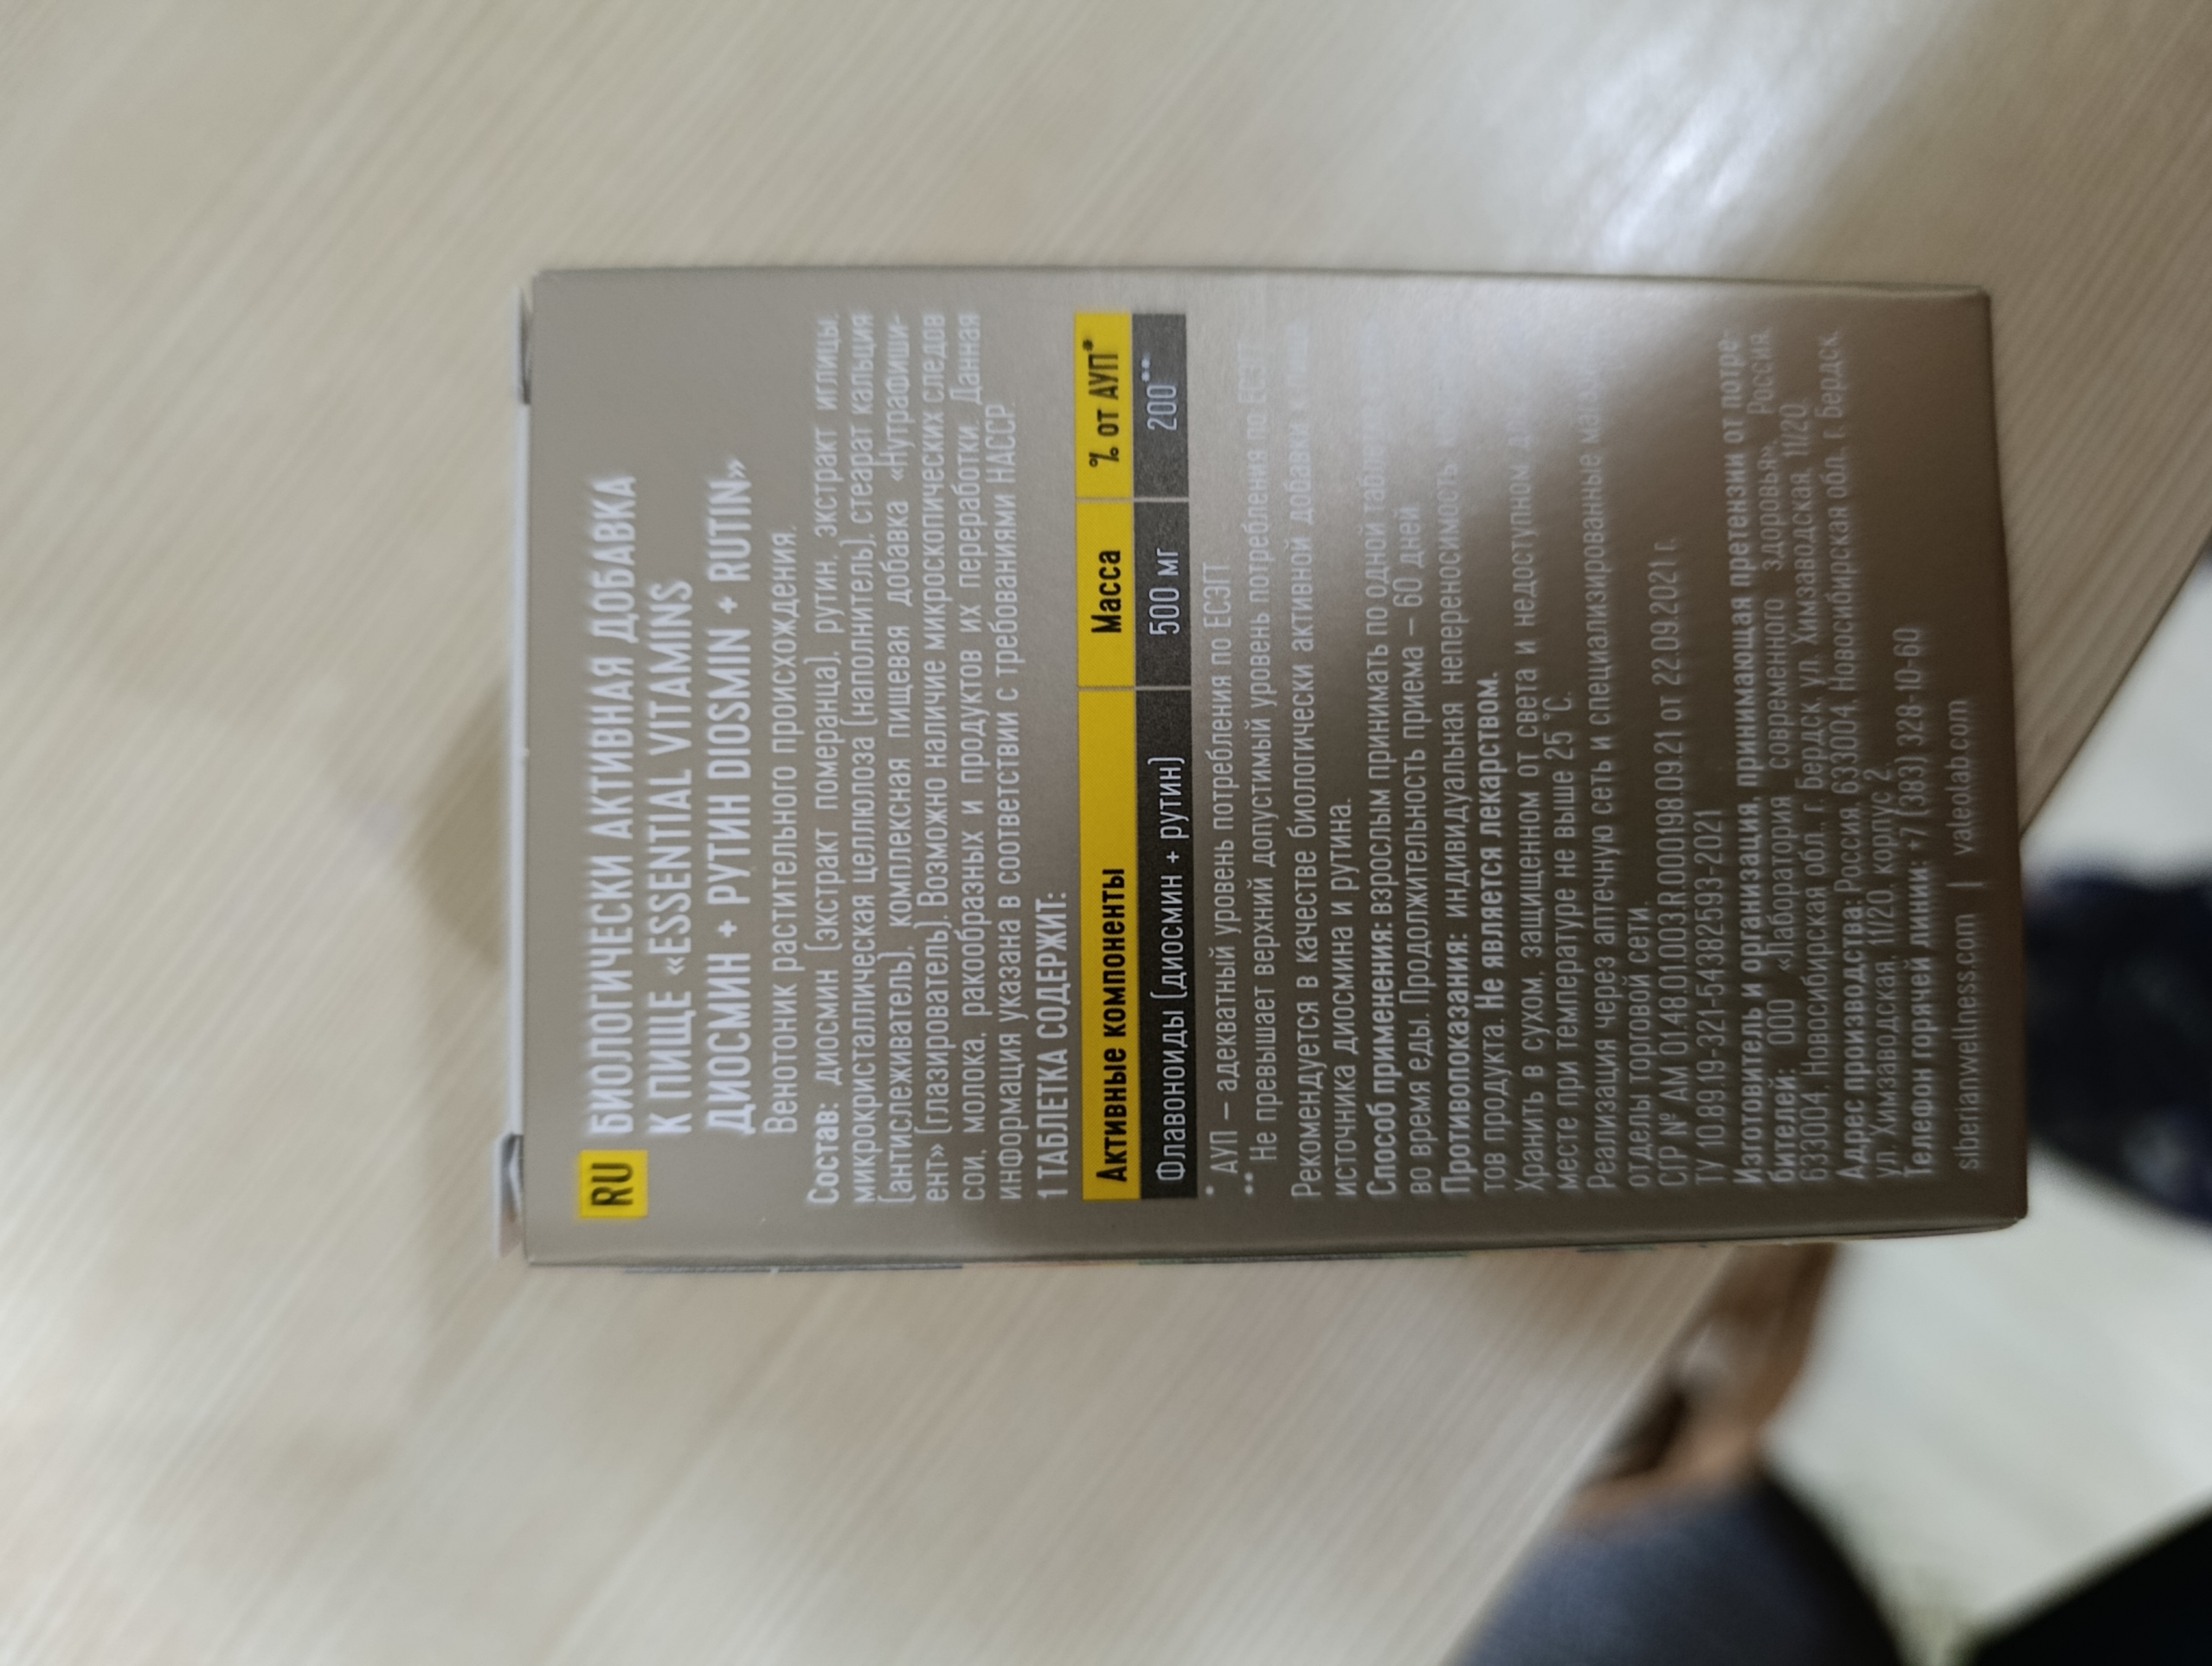 RU
БИОЛОГИЧЕСКИ АКТИВНАЯ ДОБАВКА
К ПИЩЕ «ESSENTIAL VITAMINS
ДИОСМИН + РУТИН DIOSMIN + RUTIN»
Венотоник растительного происхождения.
Состав: диосмин (экстракт померанца), рутин, экстракт иглицы,
микрокристаллическая целлюлоза (наполнитель), стеарат кальция
(антислеживатель), комплексная пищевая добавка «Нутрафиши-
ент» (глазирователь). Возможно наличие микроскопических следов
сои, молока, ракообразных и продуктов их переработки. Данная
информация указана в соответствии с требованиями HACCP.
1 ТАБЛЕТКА СОДЕРЖИТ:
Активные компоненты Масса % от АУП*
Флавоноиды (диосмин + рутин) 500 мг 200**
* АУП – адекватный уровень потребления по ЕСЭГТ
** Не превышает верхний допустимый уровень потребления по ЕСЭГТ
Рекомендуется в качестве биологически активной добавки к
источника диосмина и рутина.
Способ применения: взрослым принимать по одной
во время еды. Продолжительность приема – 60 дней.
Противопоказания: индивидуальная непереносимость
тов продукта. Не является лекарством.
Хранить в сухом, защищенном от света и недоступном
месте при температуре не выше 25 °С.
Реализация через аптечную сеть и специализированные
отделы торговой сети.
СГР № AM.01.48.01.003.R.000198.09.21 от 22.09.2021 г.
ТУ 10.89.19-321-54382593-2021
Изготовитель и организация, принимающая претензии от потре-
бителей: ООО «Лаборатория современного здоровья», Россия,
633004, Новосибирская обл., г. Бердск, ул. Химзаводская, 11/20.
Адрес производства: Россия, 633004, Новосибирская обл., г. Бердск,
ул. Химзаводская, 11/20, корпус 2.
Телефон горячей линии: +7 (383) 328-10-60
siberianwellness.com | valeolab.com